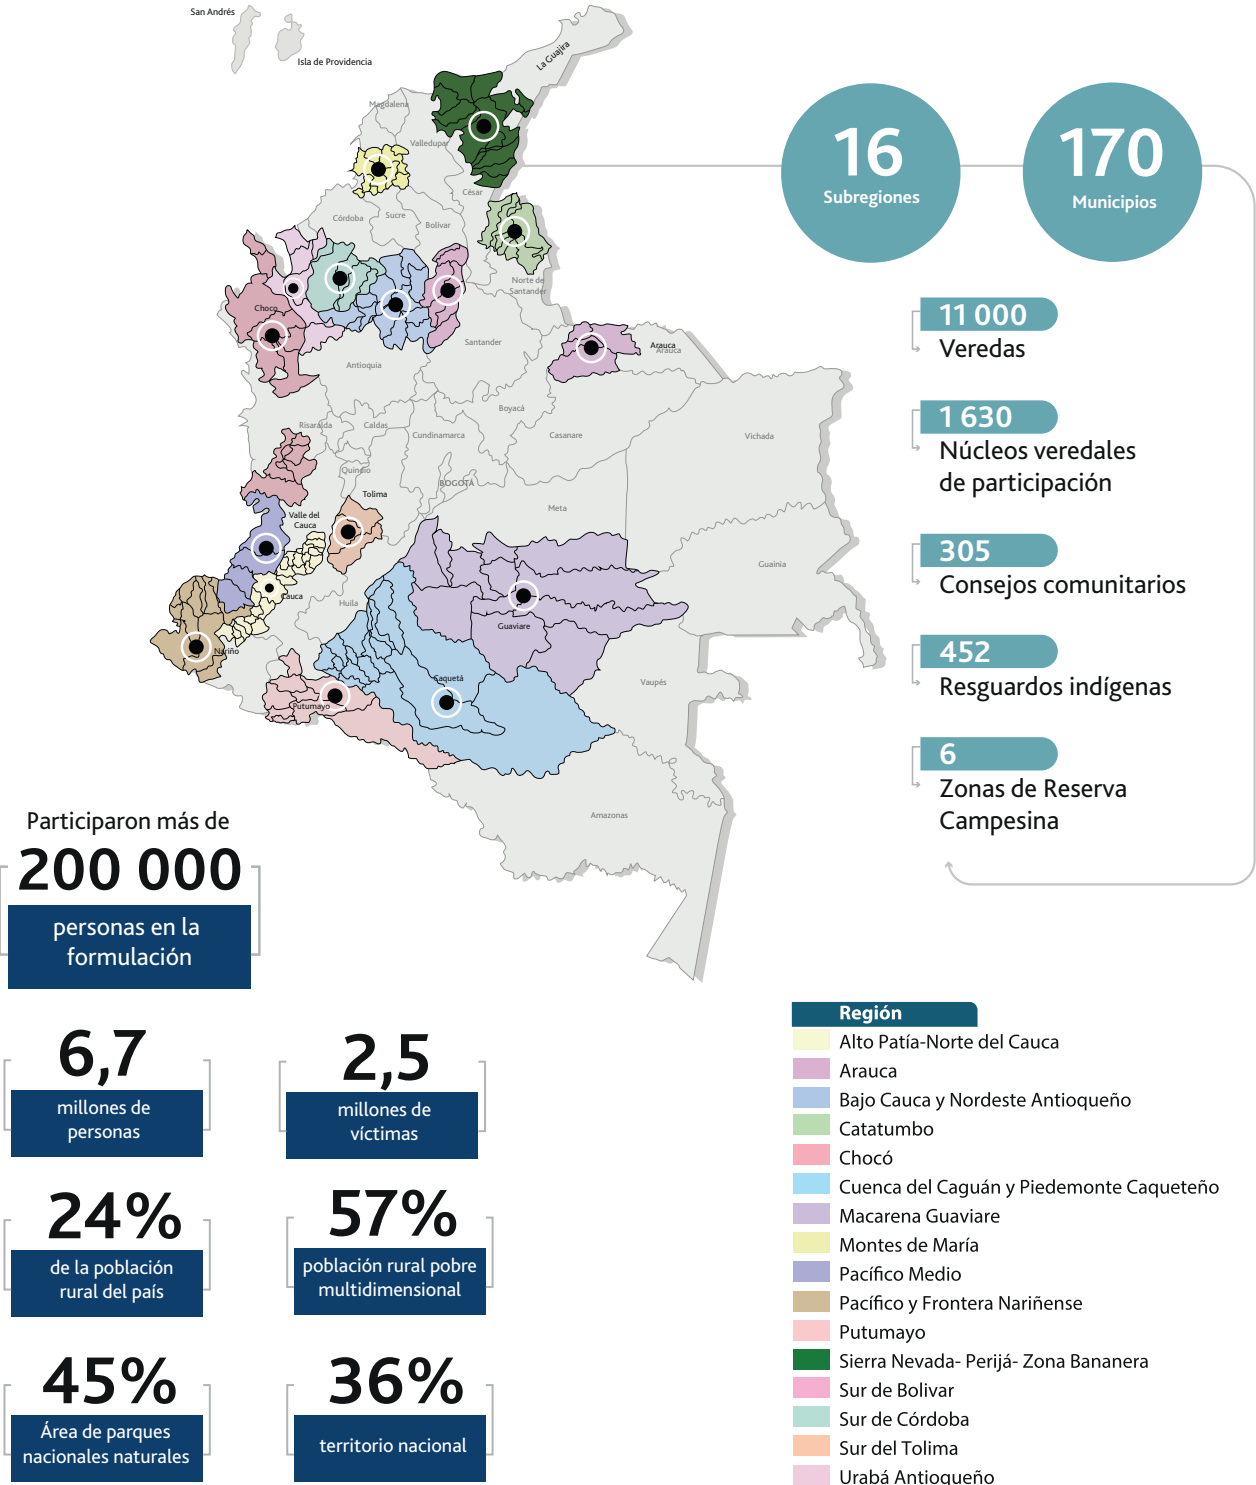 San Andrés
Isla de Providencia
La Guajira
Magdalena
Valledupar
César
Córdoba
Sucre
Bolívar
Norte de
Santander
Choco
Santander
Arauca
Arauca
Antioquia
Boyacá
Risaralda
Caldas
Cundinamarca
Casanare
Vichada
Quindío
BOGOTÁ
Tolima
Meta
Valle del
Cauca
Guainia
Cauca
Huila
Guaviare
Nariño
Caquetá
Vaupés
Putumayo
Amazonas
16
Subregiones
170
Municipios
11 000
Veredas
1 630
Núcleos veredales
de participación
305
Consejos comunitarios
452
Resguardos indígenas
6
Zonas de Reserva
Campesina
Participaron más de
200 000
personas en la
formulación
6,7
millones de
personas
2,5
millones de
víctimas
24%
de la población
rural del país
57%
población rural pobre
multidimensional
45%
Área de parques
nacionales naturales
36%
territorio nacional
Región
Alto Patía-Norte del Cauca
Arauca
Bajo Cauca y Nordeste Antioqueño
Catatumbo
Chocó
Cuenca del Caguán y Piedemonte Caqueteño
Macarena Guaviare
Montes de María
Pacífico Medio
Pacífico y Frontera Nariñense
Putumayo
Sierra Nevada- Perijá- Zona Bananera
Sur de Bolivar
Sur de Córdoba
Sur del Tolima
Urabá Antioqueño